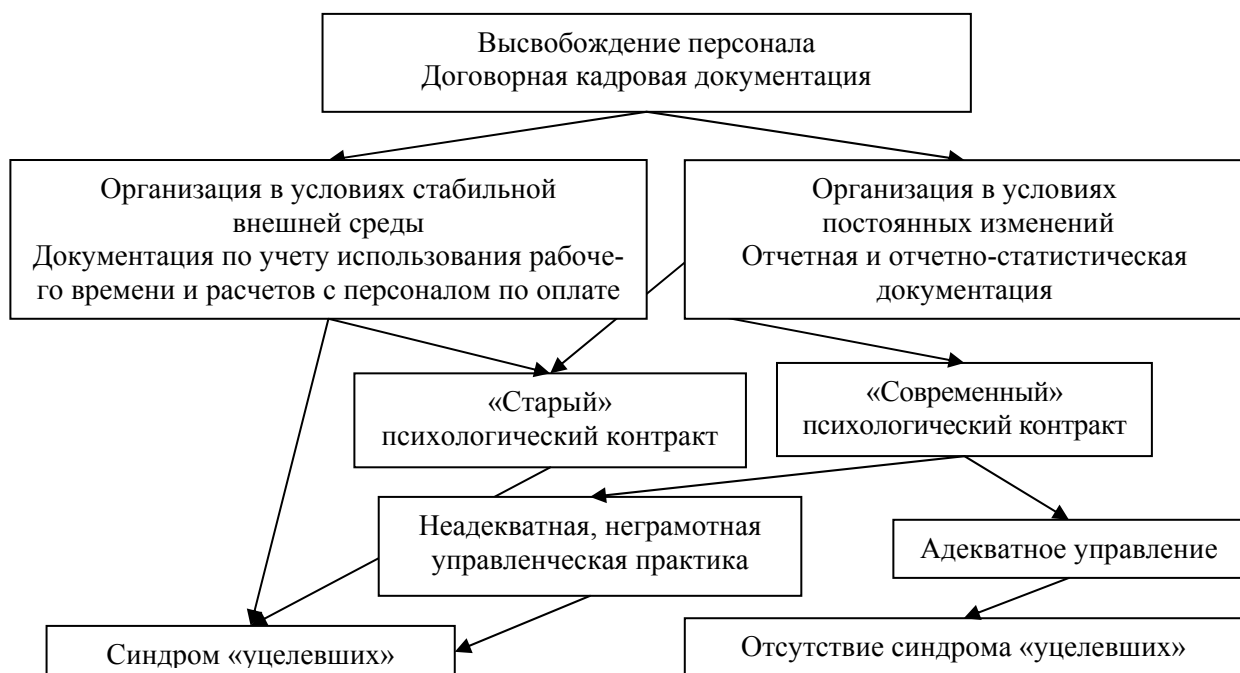 Высвобождение персонала
Договорная кадровая документация
Организация в условиях стабильной
внешней среды
Документация по учету использования рабоче-
го времени и расчетов с персоналом по оплате
Организация в условиях
постоянных изменений
Отчетная и отчетно-статистическая
документация
«Старый»
психологический контракт
«Современный»
психологический контракт
Неадекватная, неграмотная
управленческая практика
Адекватное управление
Синдром «уцелевших»
Отсутствие синдрома «уцелевших»